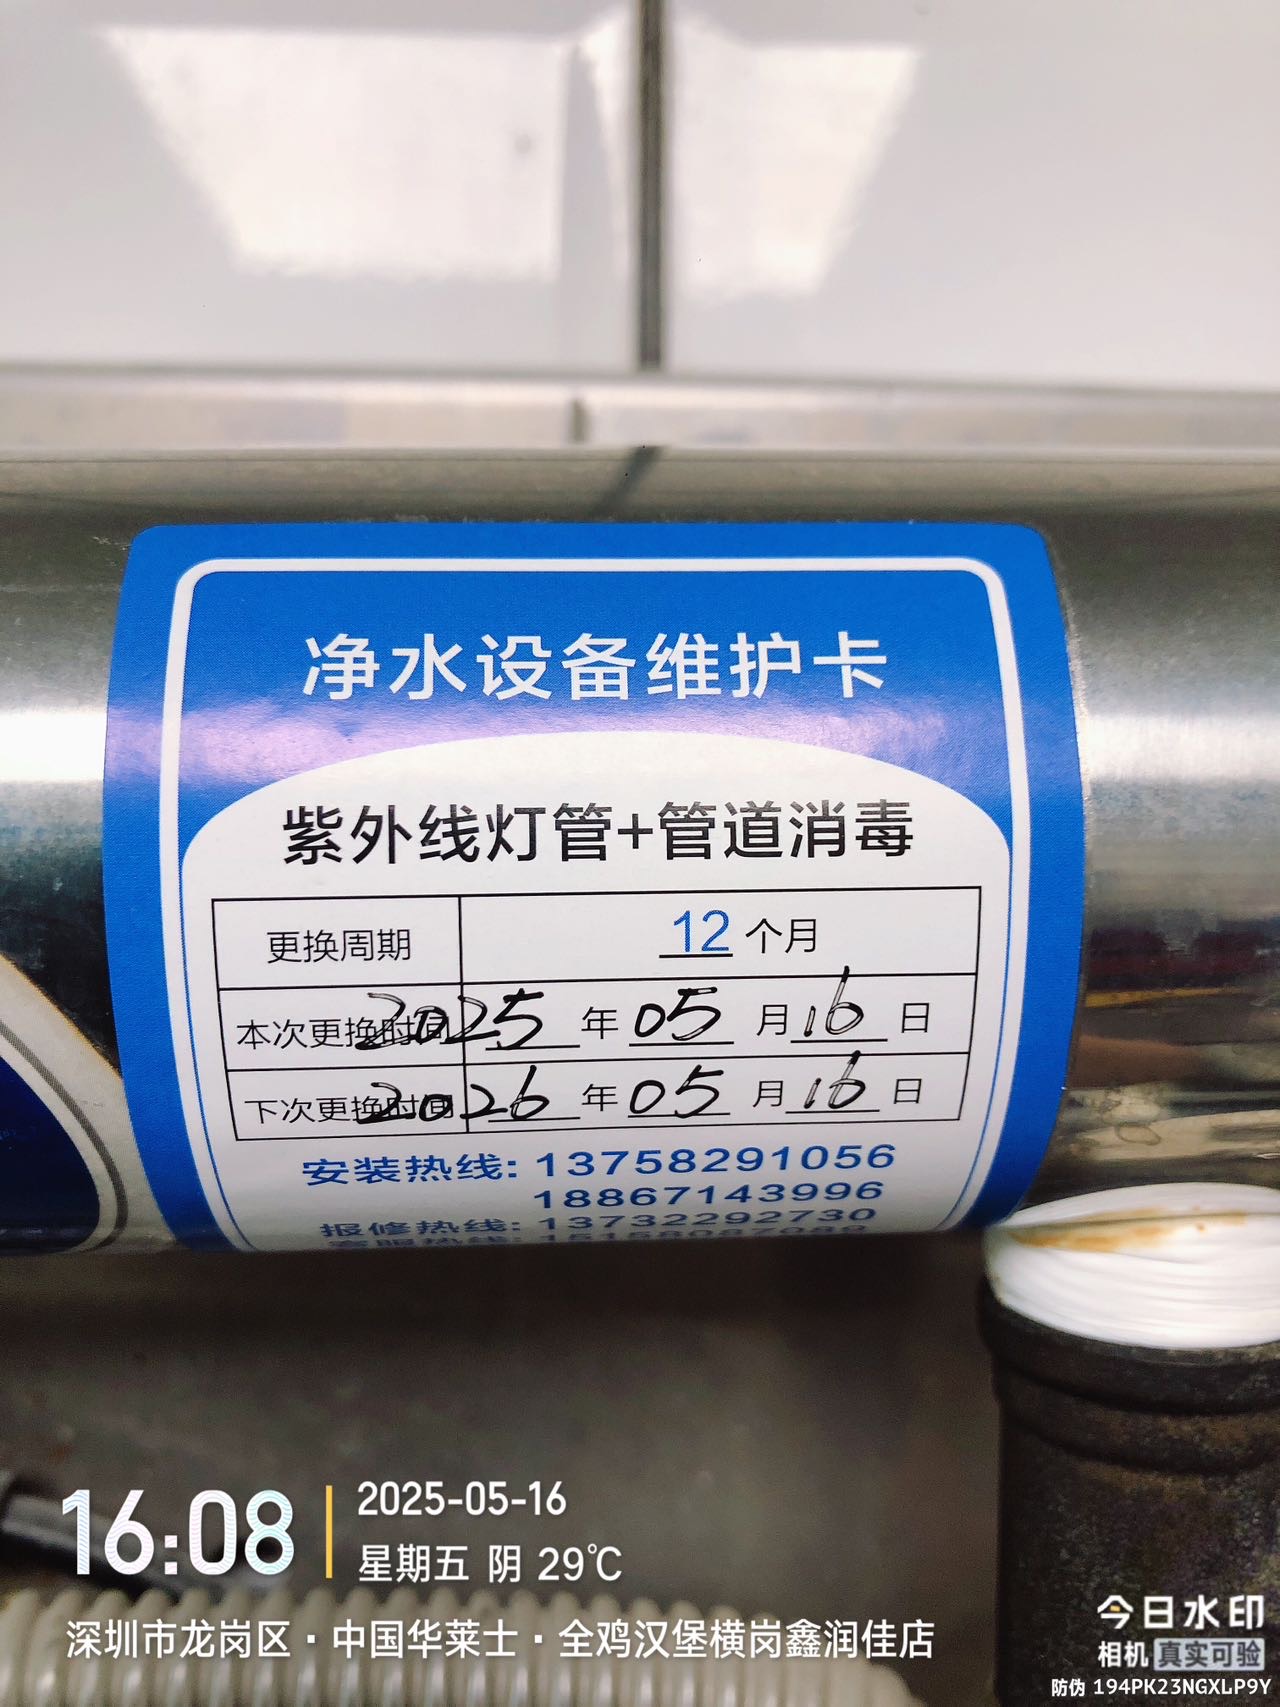 净水设备维护卡
紫外线灯管+管道消毒
更换周期 12 个月
本次更换时间 2025 年 05 月 16 日
下次更换时间 2026 年 05 月 16 日
安装热线: 13758291056
18867143996
报修热线: 13732292730
客服热线:
16:08
2025-05-16
星期五 阴 29℃
深圳市龙岗区·中国华莱士·全鸡汉堡横岗鑫润佳店
今日水印
相机 真实可验
防伪 194PK23NGXLP9Y